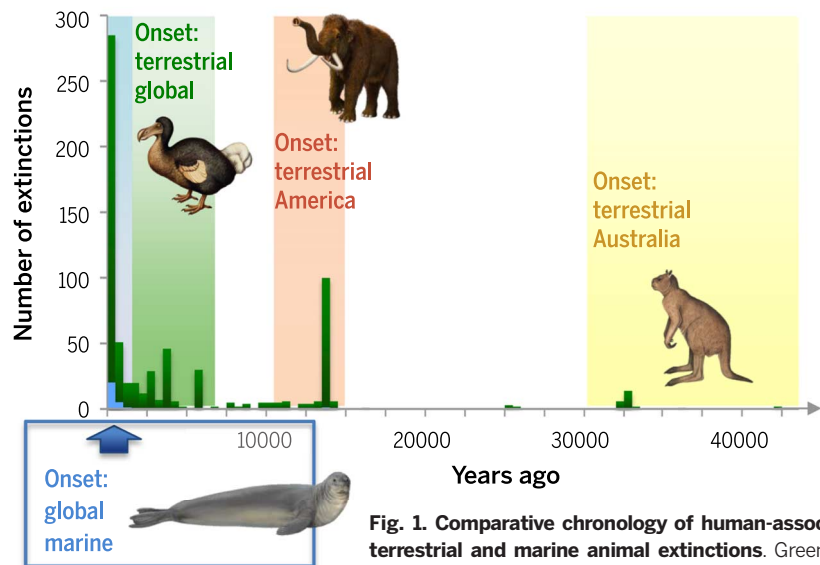 300
250
200
150
100
50
0
Number of extinctions
Onset:
terrestrial
global
Onset:
terrestrial
America
Onset:
terrestrial
Australia
10000
20000
30000
40000
Years ago
Onset:
global
marine
Fig. 1. Comparative chronology of human-assoc
terrestrial and marine animal extinctions. Green